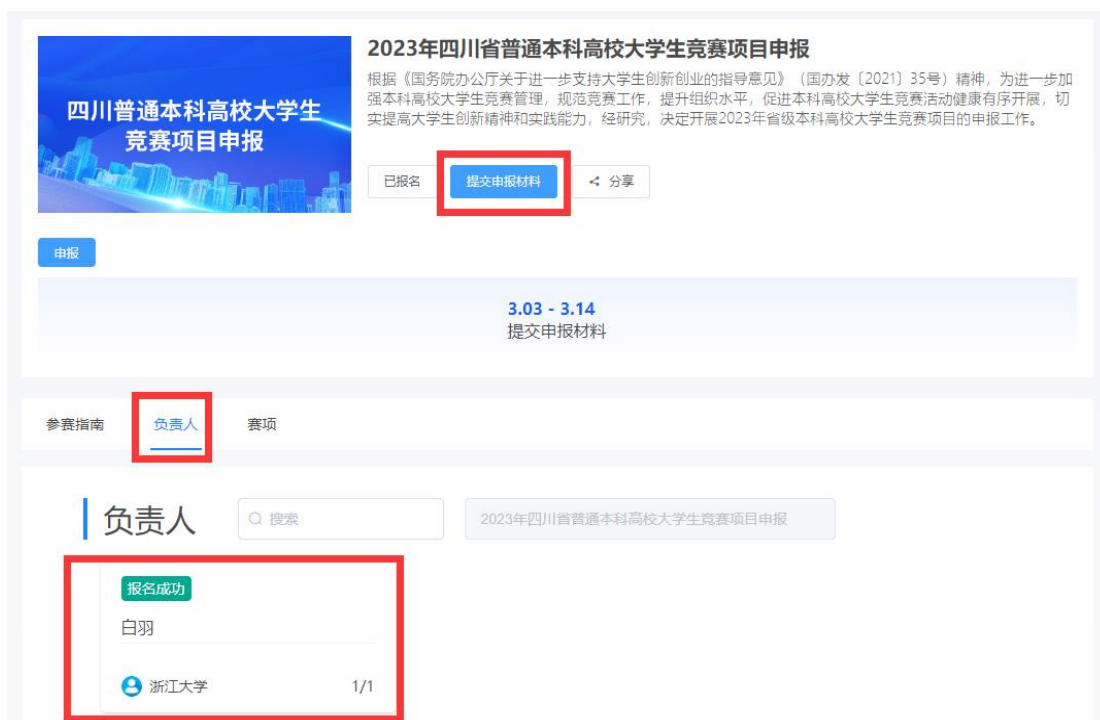 四川普通本科高校大学生
竞赛项目申报
2023年四川省普通本科高校大学生竞赛项目申报
根据《国务院办公厅关于进一步支持大学生创新创业的指导意见》（国办发〔2021〕35号）精神，为进一步加
强本科高校大学生竞赛管理，规范竞赛工作，提升组织水平，促进本科高校大学生竞赛活动健康有序开展，切
实提高大学生创新精神和实践能力，经研究，决定开展2023年省级本科高校大学生竞赛项目的申报工作。
已报名 提交申报材料 分享
申报
3.03 - 3.14
提交申报材料
参赛指南 负责人 赛项
负责人 搜索 2023年四川省普通本科高校大学生竞赛项目申报
报名成功
白羽
浙江大学 1/1